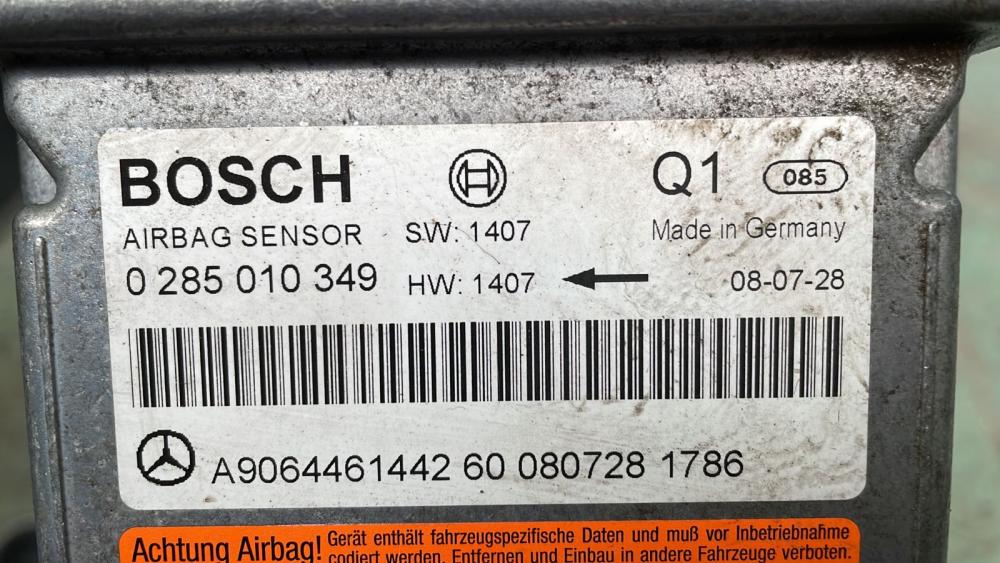 BOSCH Q1 085
AIRBAG SENSOR SW: 1407 Made in Germany
0 285 010 349 HW: 1407 08-07-28
A9064461442 60 080728 1786
Achtung Airbag! Gerät enthält fahrzeugspezifische Daten und muß vor Inbetriebnahme
codiert werden. Entfernen und Einbau in andere Fahrzeuge verboten.